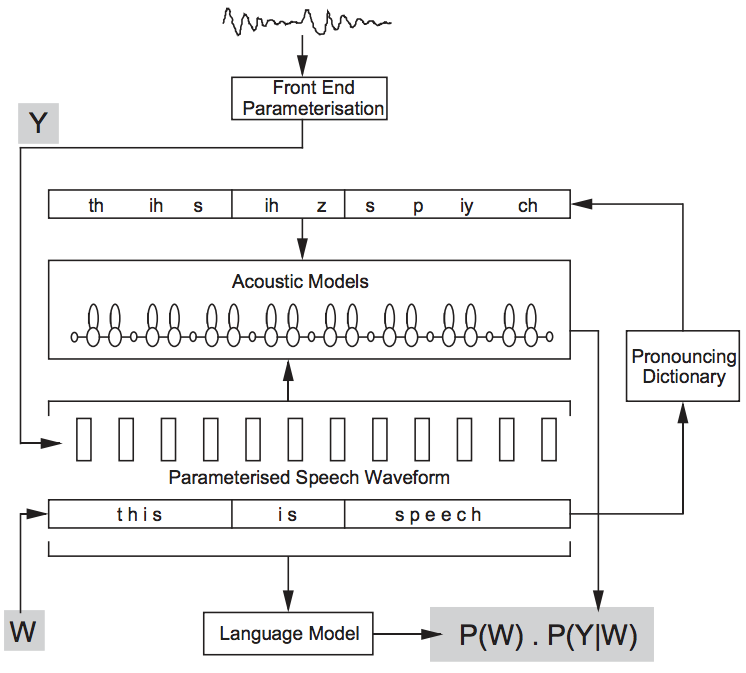 Front End
Parameterisation
Y
th ih s ih z s p iy ch
Acoustic Models
Pronouncing
Dictionary
Parameterised Speech Waveform
this is speech
W
Language Model
P(W) . P(Y|W)